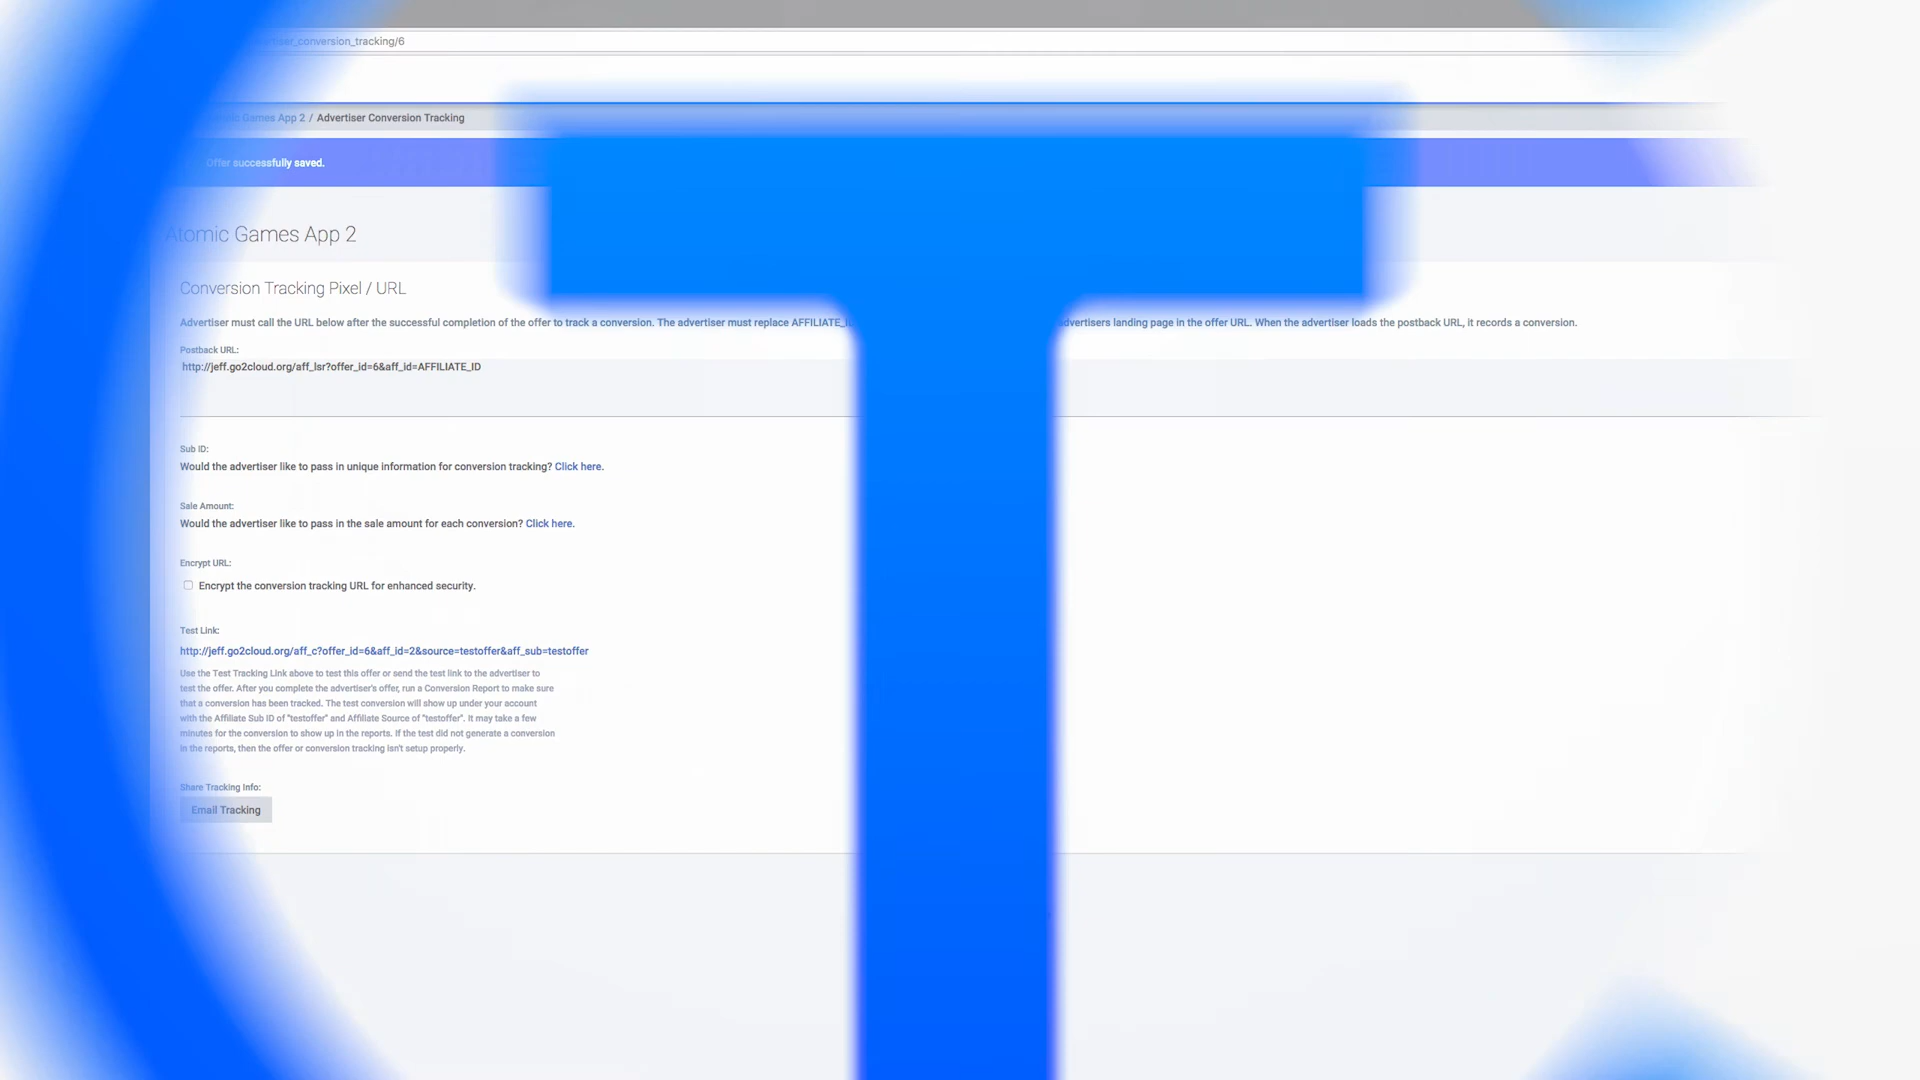 tiser_conversion_tracking/6
Games App 2 / Advertiser Conversion Tracking
Offer successfully saved.
Atomic Games App 2
Conversion Tracking Pixel / URL
Advertiser must call the URL below after the successful completion of the offer to track a conversion. The advertiser must replace AFFILIATE_I advertisers landing page in the offer URL. When the advertiser loads the postback URL, it records a conversion.
Postback URL:
http://jeff.go2cloud.org/aff_lsr?offer_id=6&aff_id=AFFILIATE_ID
Sub ID:
Would the advertiser like to pass in unique information for conversion tracking? Click here.
Sale Amount:
Would the advertiser like to pass in the sale amount for each conversion? Click here.
Encrypt URL:
Encrypt the conversion tracking URL for enhanced security.
Test Link:
http://jeff.go2cloud.org/aff_c?offer_id=6&aff_id=2&source=testoffer&aff_sub=testoffer
Use the Test Tracking Link above to test this offer or send the test link to the advertiser to
test the offer. After you complete the advertiser's offer, run a Conversion Report to make sure
that a conversion has been tracked. The test conversion will show up under your account
with the Affiliate Sub ID of "testoffer" and Affiliate Source of "testoffer". It may take a few
minutes for the conversion to show up in the reports. If the test did not generate a conversion
in the reports, then the offer or conversion tracking isn't setup properly.
Share Tracking Info:
Email Tracking
T